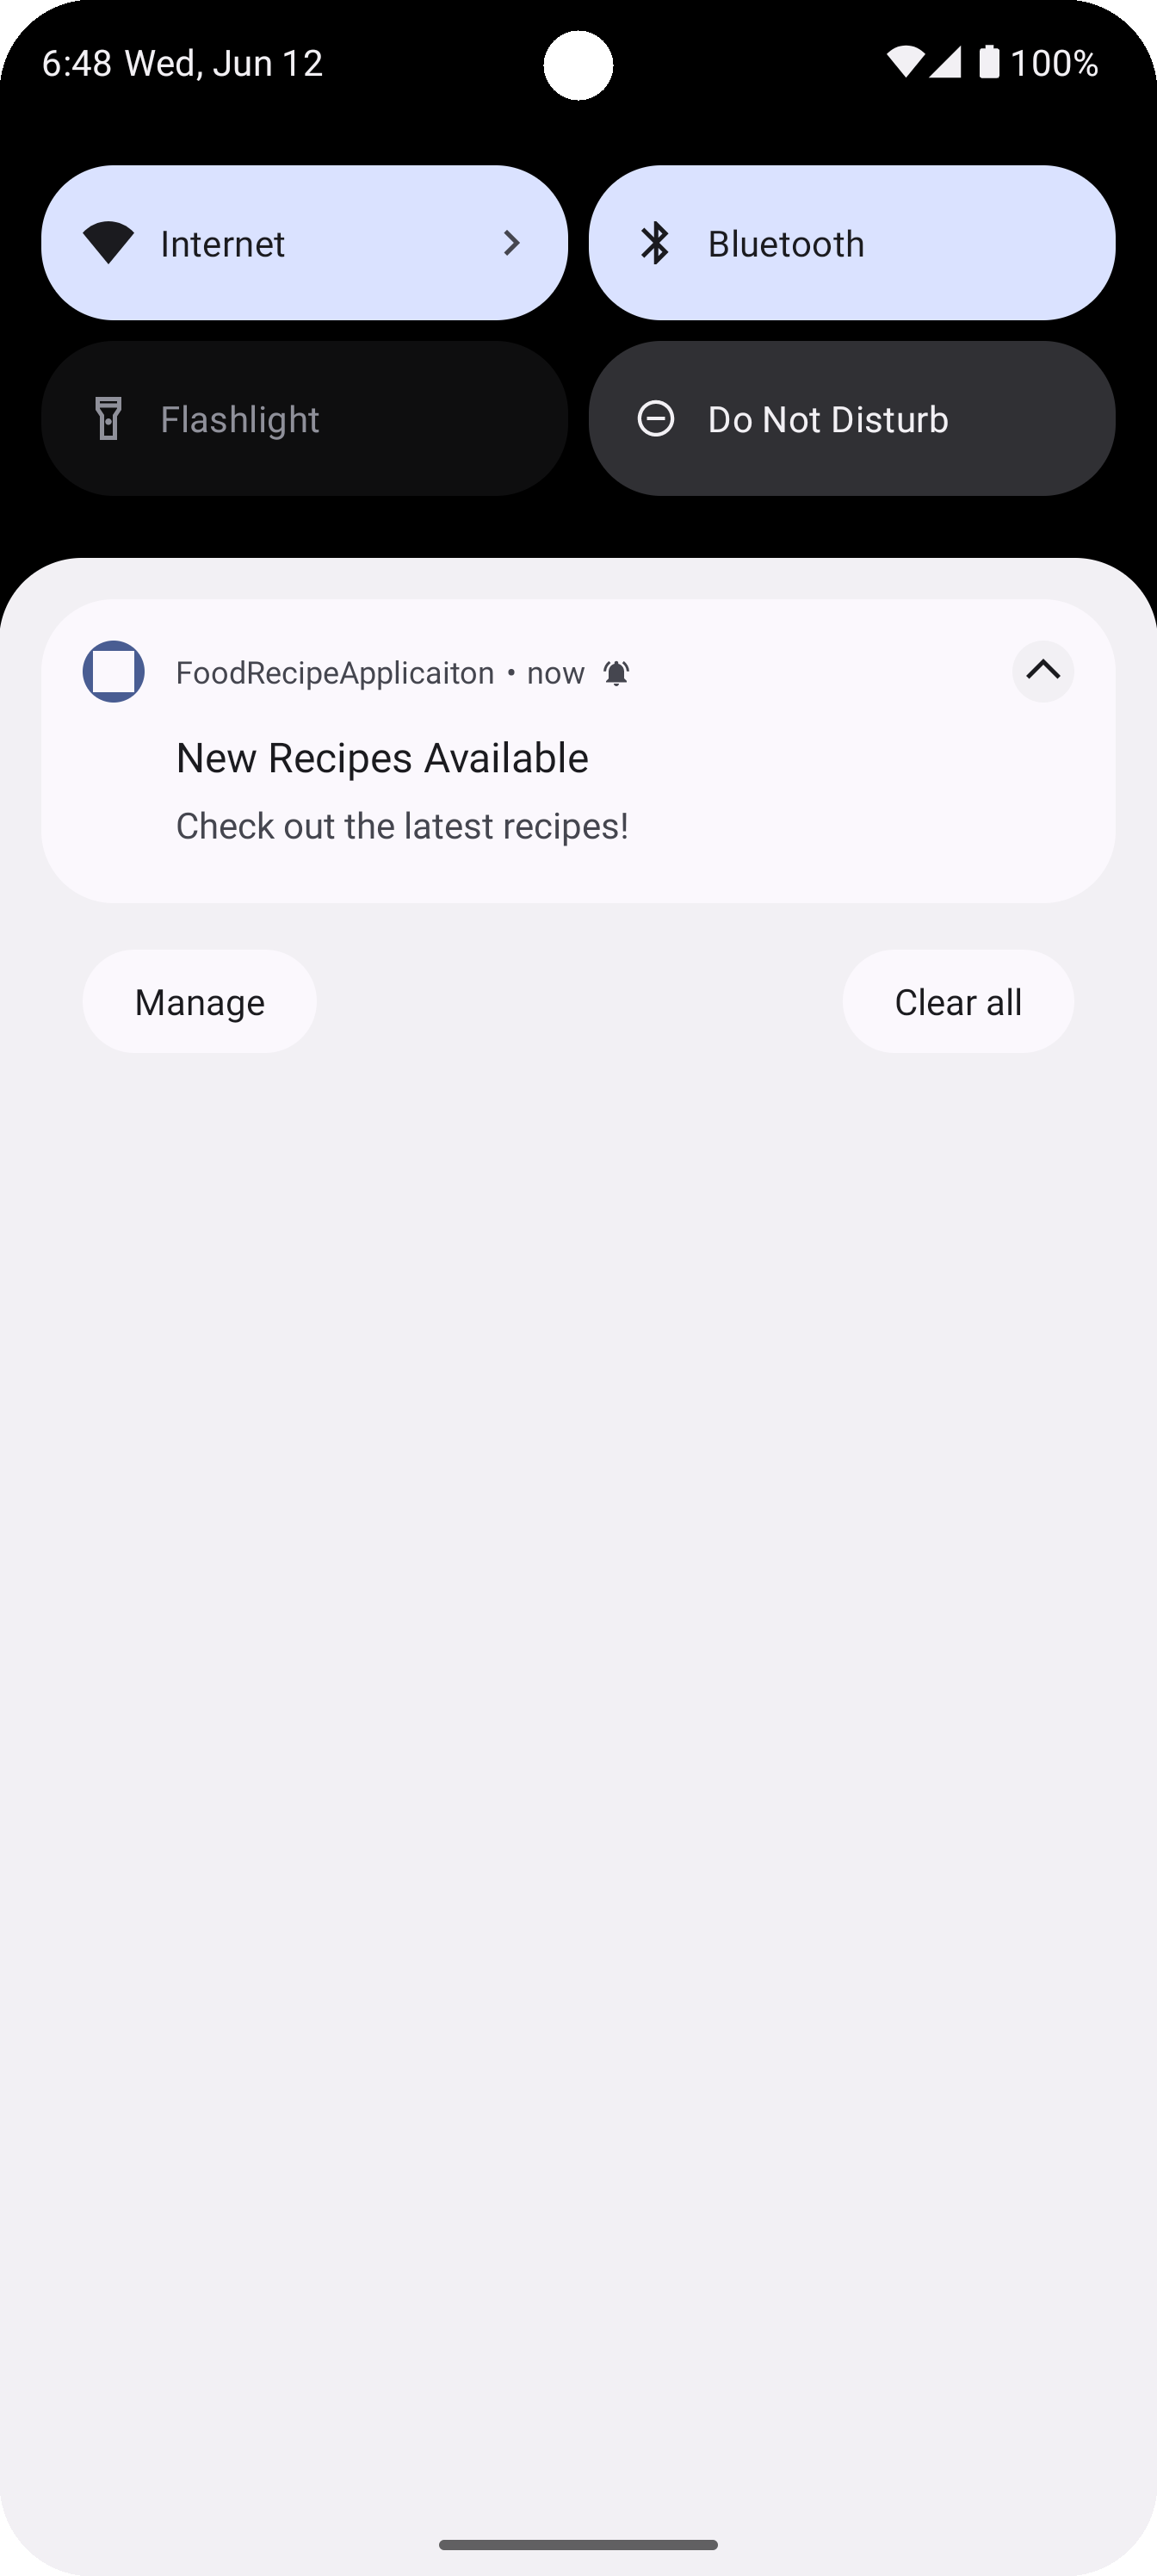 6:48 Wed, Jun 12
100%
Internet
Bluetooth
Flashlight
Do Not Disturb
FoodRecipeApplicaiton • now
New Recipes Available
Check out the latest recipes!
Manage
Clear all